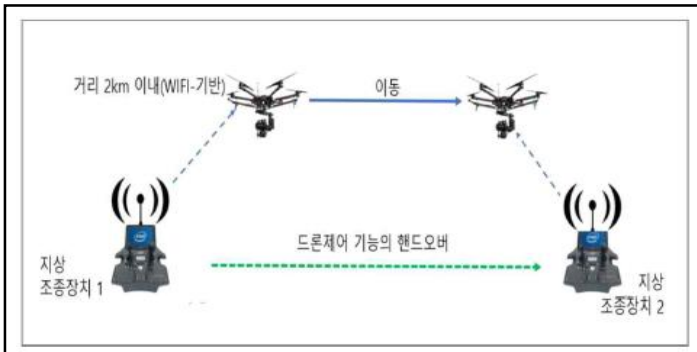 거리 2km 이내(WIFI-기반)
이동
드론제어 기능의 핸드오버
지상
조종장치 1
지상
조종장치 2